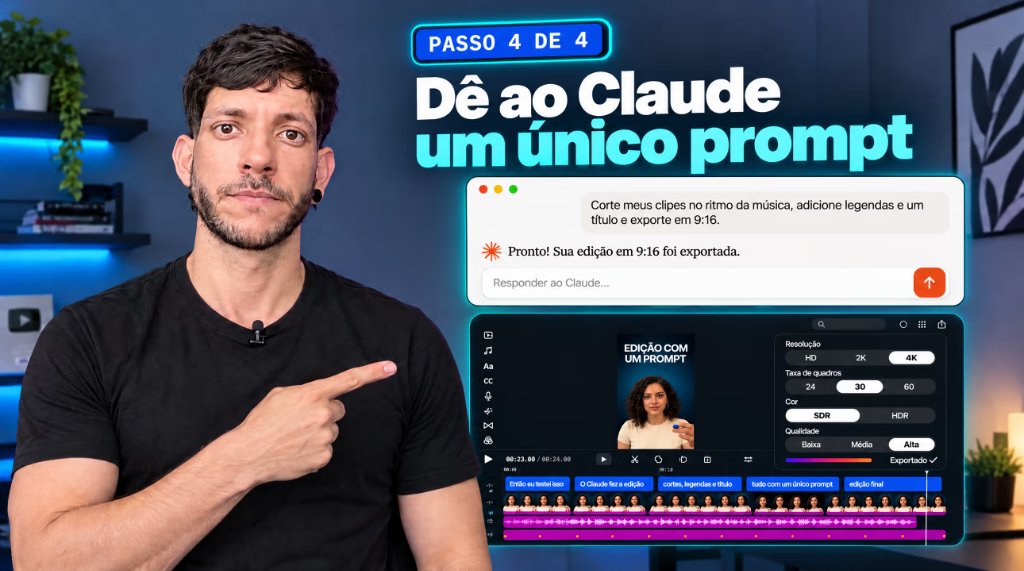 PASSO 4 DE 4
Dê ao Claude
um único prompt
Corte meus clipes no ritmo da música, adicione legendas e um
título e exporte em 9:16.
Pronto! Sua edição em 9:16 foi exportada.
Responder ao Claude...
EDIÇÃO COM
UM PROMPT
Resolução
HD 2K 4K
Taxa de quadros
24 30 60
Cor
SDR HDR
Qualidade
Baixa Média Alta
Exportado
Aa
CC
00:23.00 / 00:24.00
Então eu testei isso O Claude fez a edição cortes, legendas e título tudo com um único prompt edição final